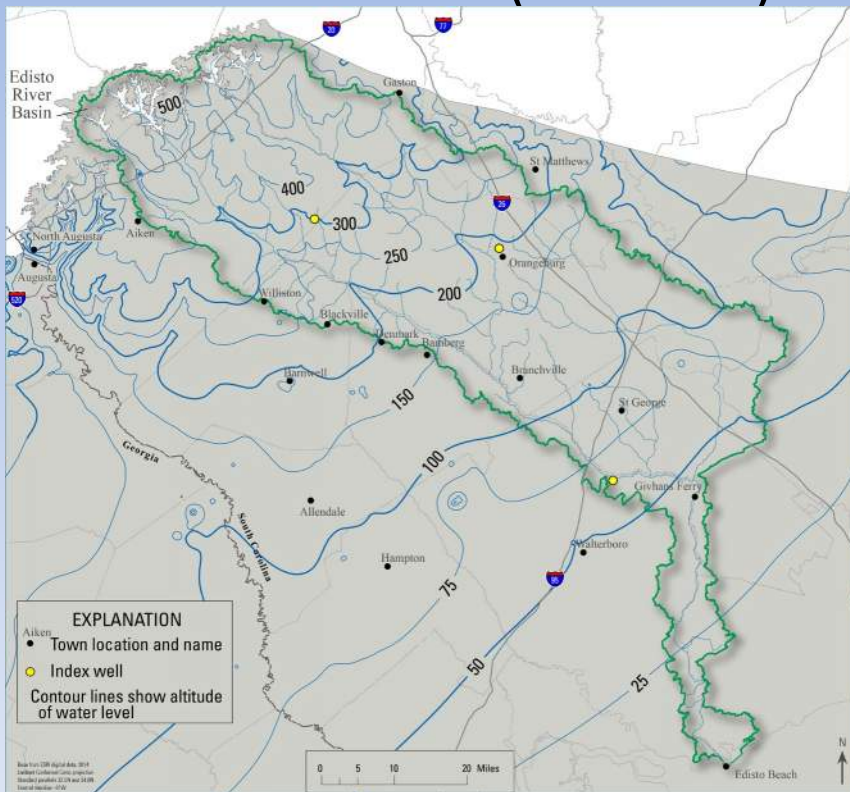 20
77
Edisto
River
Basin
Gaston
500
St Matthews
400
26
300
Aiken
North Augusta
250
Orangeburg
Augusta
200
520
Williston
Blackville
Denmark
Bamberg
Barnwell
150
Branchville
St George
100
Georgia
Givhans Ferry
Allendale
South Carolina
Walterboro
Hampton
95
75
50
25
EXPLANATION
Aiken
Town location and name
Index well
Contour lines show altitude
of water level
0 5 10 20 Miles
N
Edisto Beach